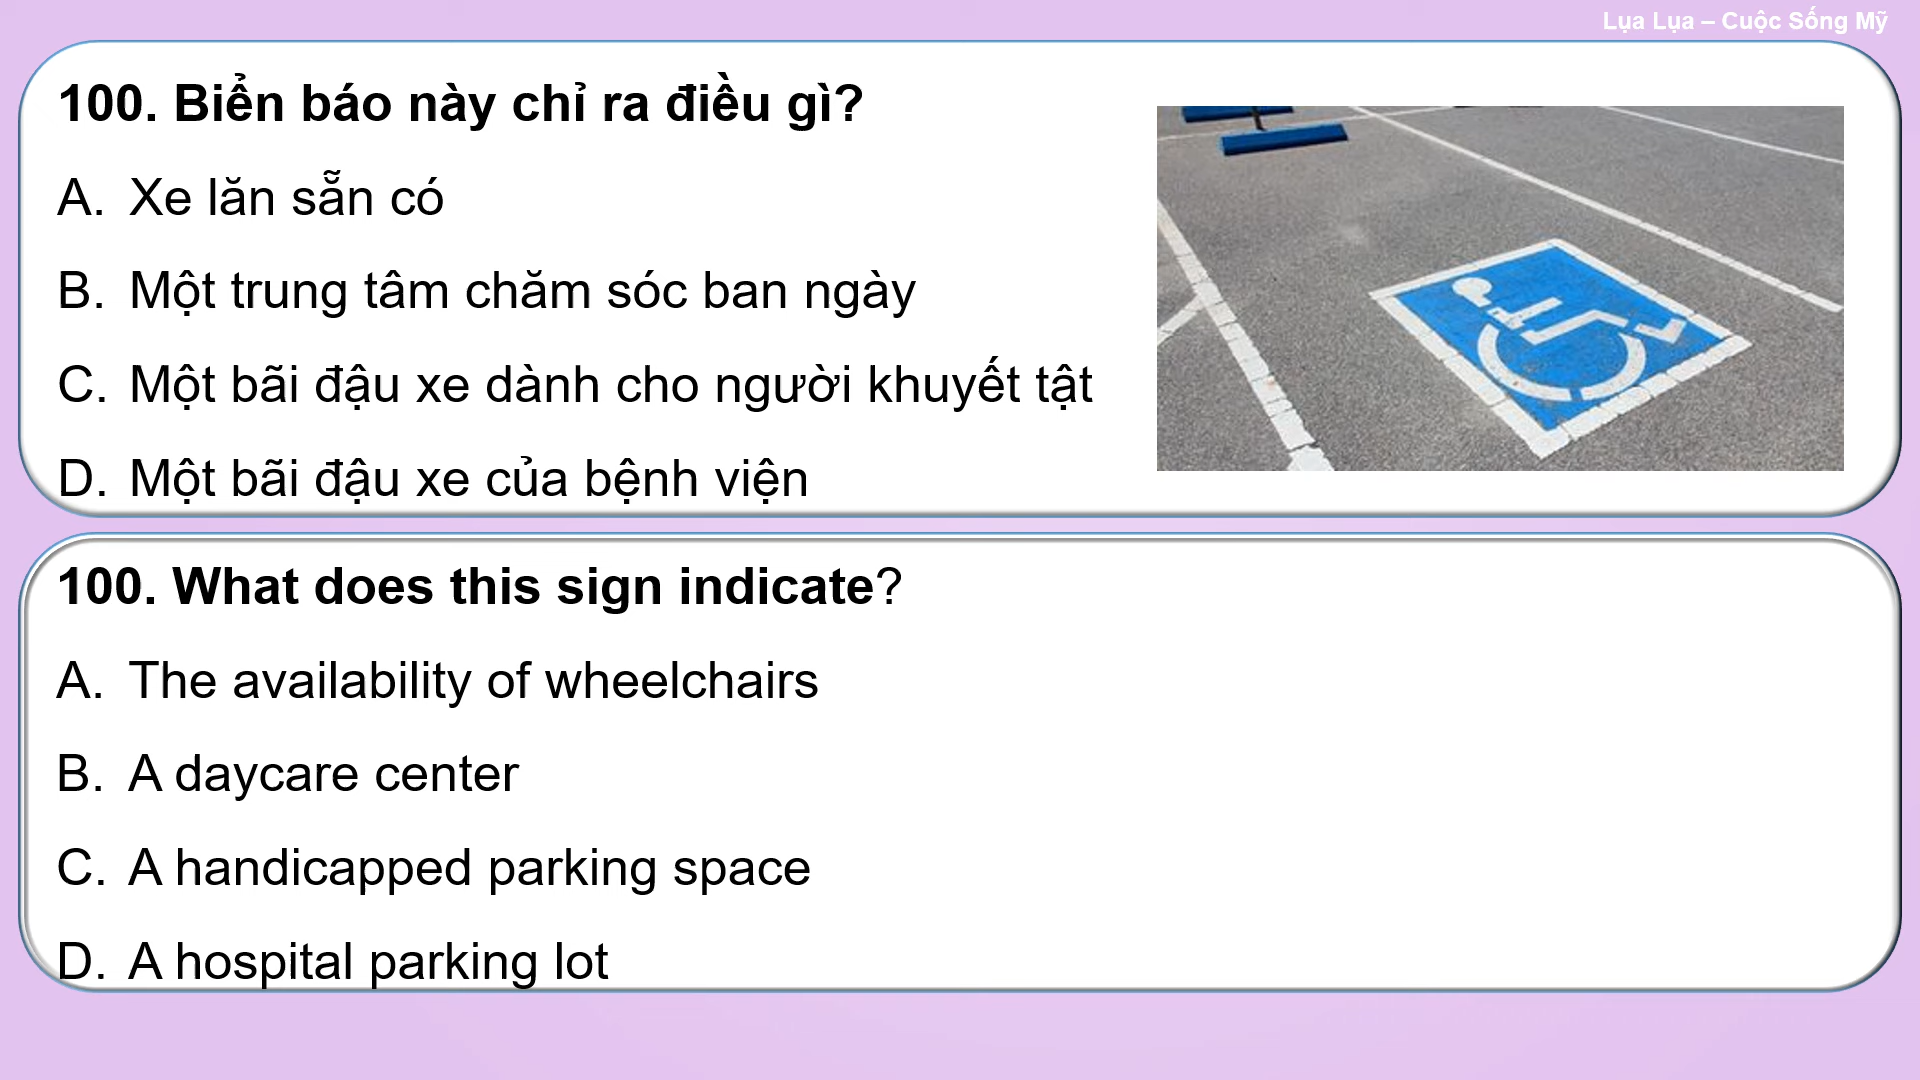 Lụa Lụa – Cuộc Sống Mỹ
100. Biển báo này chỉ ra điều gì?
A. Xe lăn sẵn có
B. Một trung tâm chăm sóc ban ngày
C. Một bãi đậu xe dành cho người khuyết tật
D. Một bãi đậu xe của bệnh viện
100. What does this sign indicate?
A. The availability of wheelchairs
B. A daycare center
C. A handicapped parking space
D. A hospital parking lot